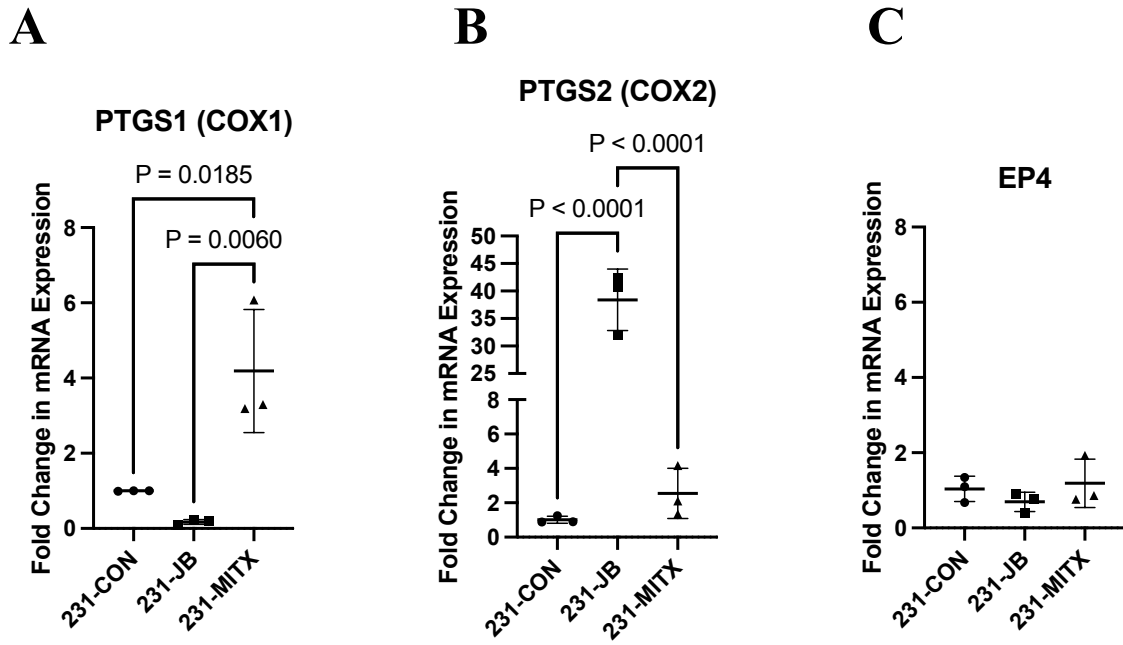 A
B
C
PTGS1 (COX1)
P = 0.0185
P = 0.0060
Fold Change in mRNA Expression
8
6
4
2
0
231-CON
231-JB
231-MITX
PTGS2 (COX2)
P < 0.0001
P < 0.0001
Fold Change in mRNA Expression
50
45
40
35
30
25
8
6
4
2
0
231-CON
231-JB
231-MITX
EP4
Fold Change in mRNA Expression
8
6
4
2
0
231-CON
231-JB
231-MITX